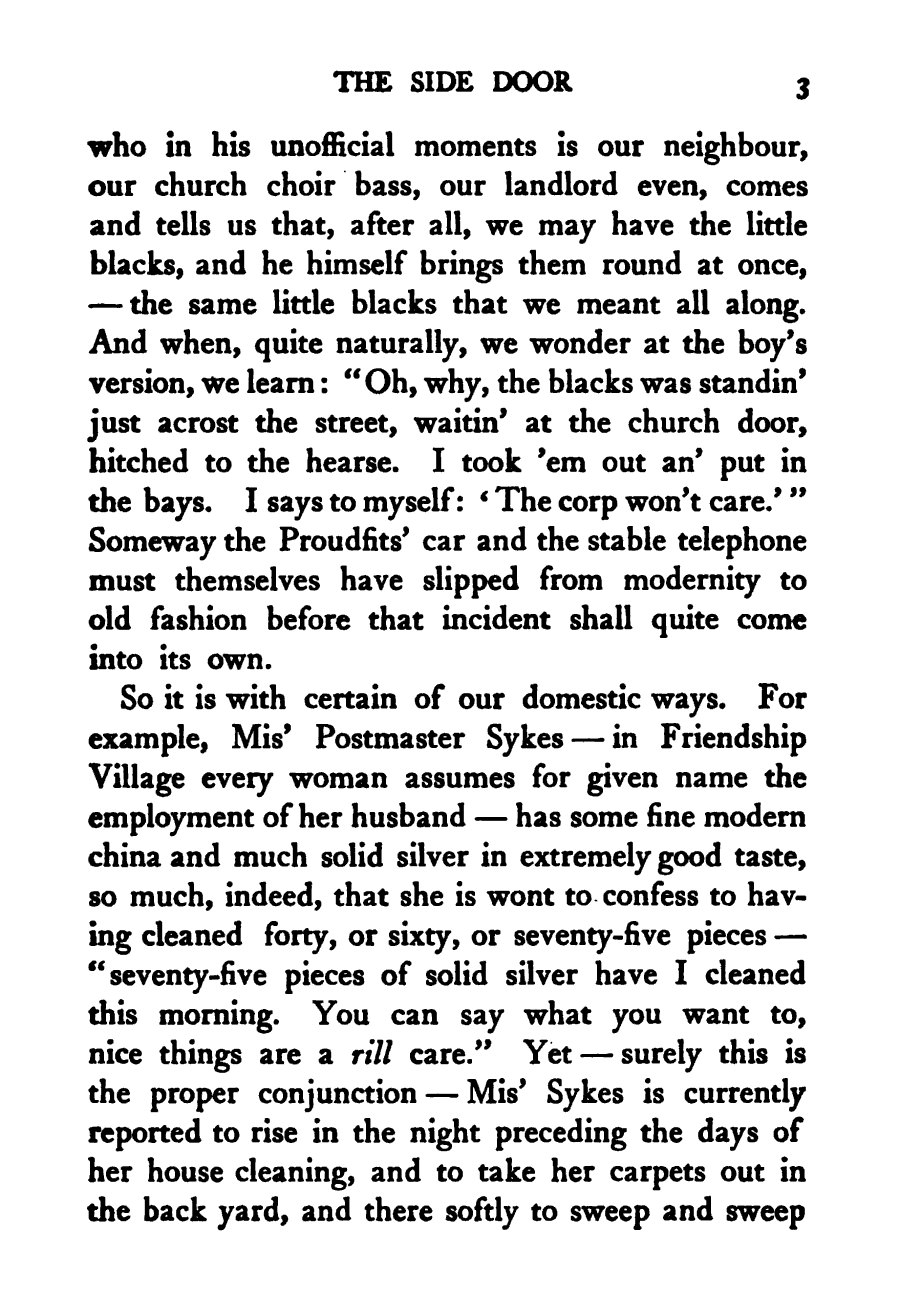 THE SIDE DOOR 3
who in his unofficial moments is our neighbour,
our church choir bass, our landlord even, comes
and tells us that, after all, we may have the little
blacks, and he himself brings them round at once,
— the same little blacks that we meant all along.
And when, quite naturally, we wonder at the boy's
version, we learn: "Oh, why, the blacks was standin'
just acrost the street, waitin' at the church door,
hitched to the hearse. I took 'em out an' put in
the bays. I says to myself: 'The corp won't care.'"
Someway the Proudfits' car and the stable telephone
must themselves have slipped from modernity to
old fashion before that incident shall quite come
into its own.
So it is with certain of our domestic ways. For
example, Mis' Postmaster Sykes — in Friendship
Village every woman assumes for given name the
employment of her husband — has some fine modern
china and much solid silver in extremely good taste,
so much, indeed, that she is wont to confess to hav-
ing cleaned forty, or sixty, or seventy-five pieces —
"seventy-five pieces of solid silver have I cleaned
this morning. You can say what you want to,
nice things are a rill care." Yet — surely this is
the proper conjunction — Mis' Sykes is currently
reported to rise in the night preceding the days of
her house cleaning, and to take her carpets out in
the back yard, and there softly to sweep and sweep